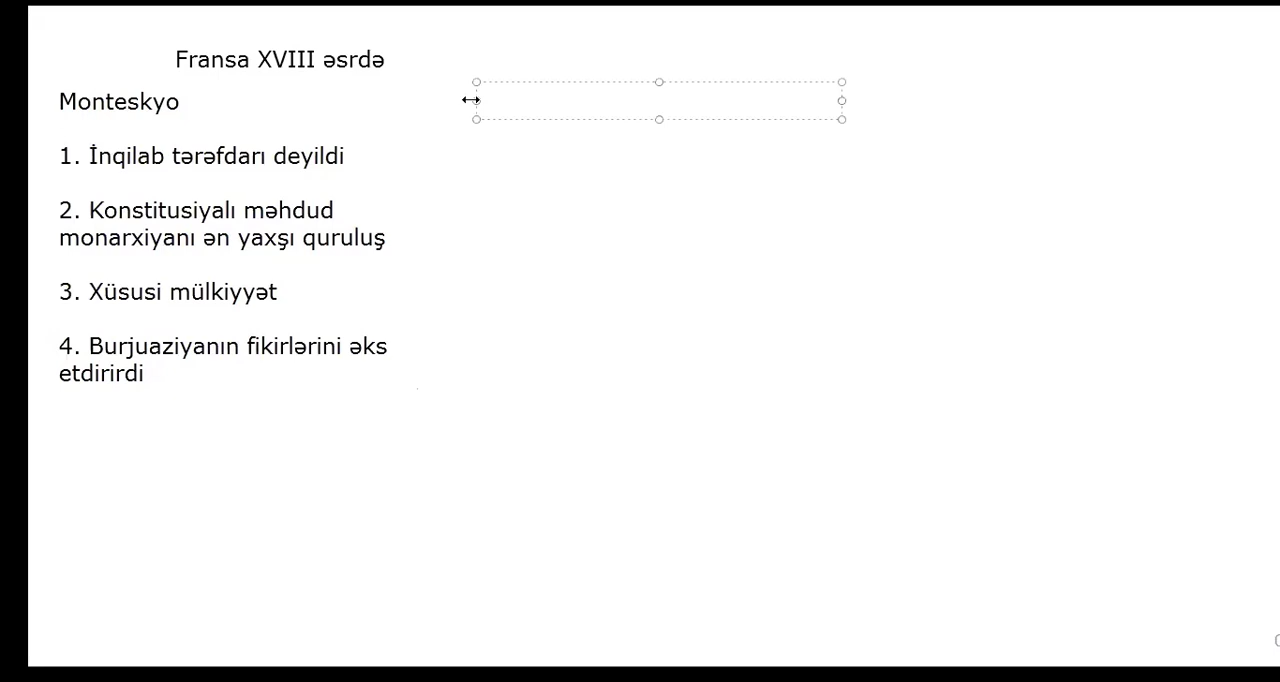 Fransa XVIII əsrdə
Monteskyo
1. İnqilab tərəfdarı deyildi
2. Konstitusiyalı məhdud
monarxiyanı ən yaxşı quruluş
3. Xüsusi mülkiyyət
4. Burjuaziyanın fikirlərini əks
etdirirdi